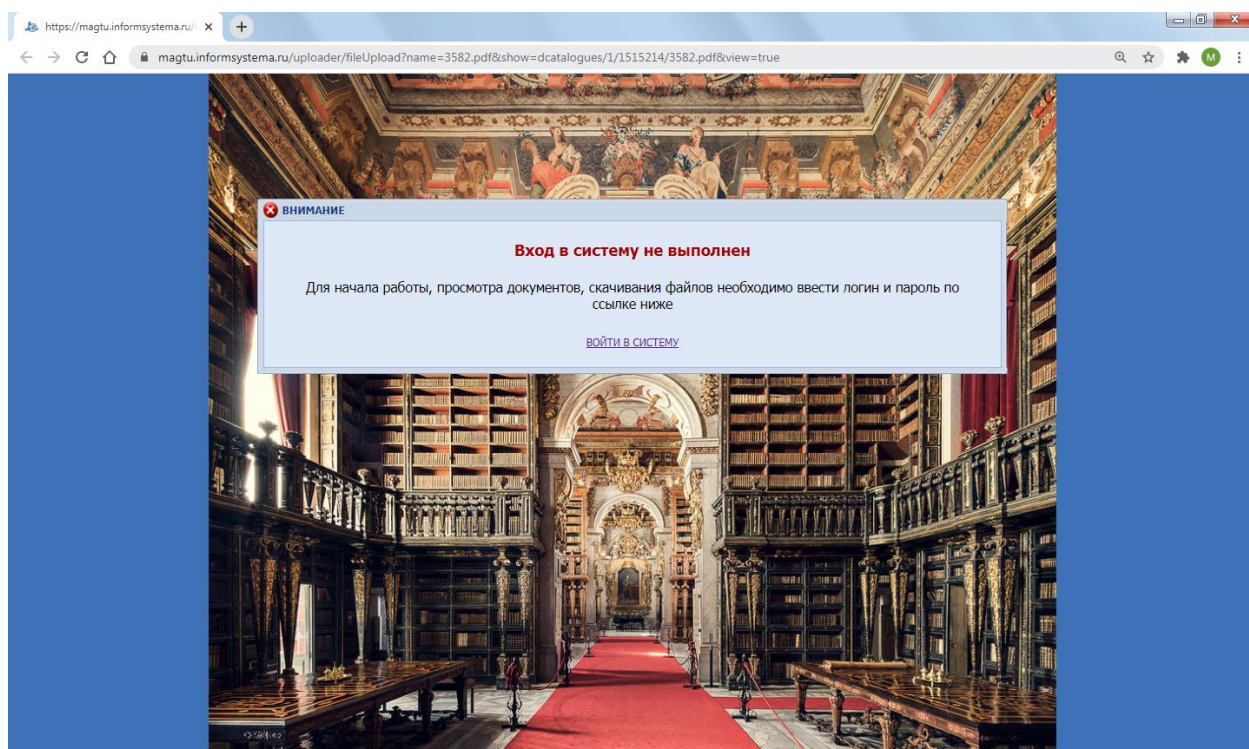 https://magtu.informsystema.ru/
magtu.informsystema.ru/uploader/fileUpload?name=3582.pdf&show=dcatalogues/1/1515214/3582.pdf&view=true
M
ВНИМАНИЕ
Вход в систему не выполнен
Для начала работы, просмотра документов, скачивания файлов необходимо ввести логин и пароль по
ссылке ниже
ВОЙТИ В СИСТЕМУ